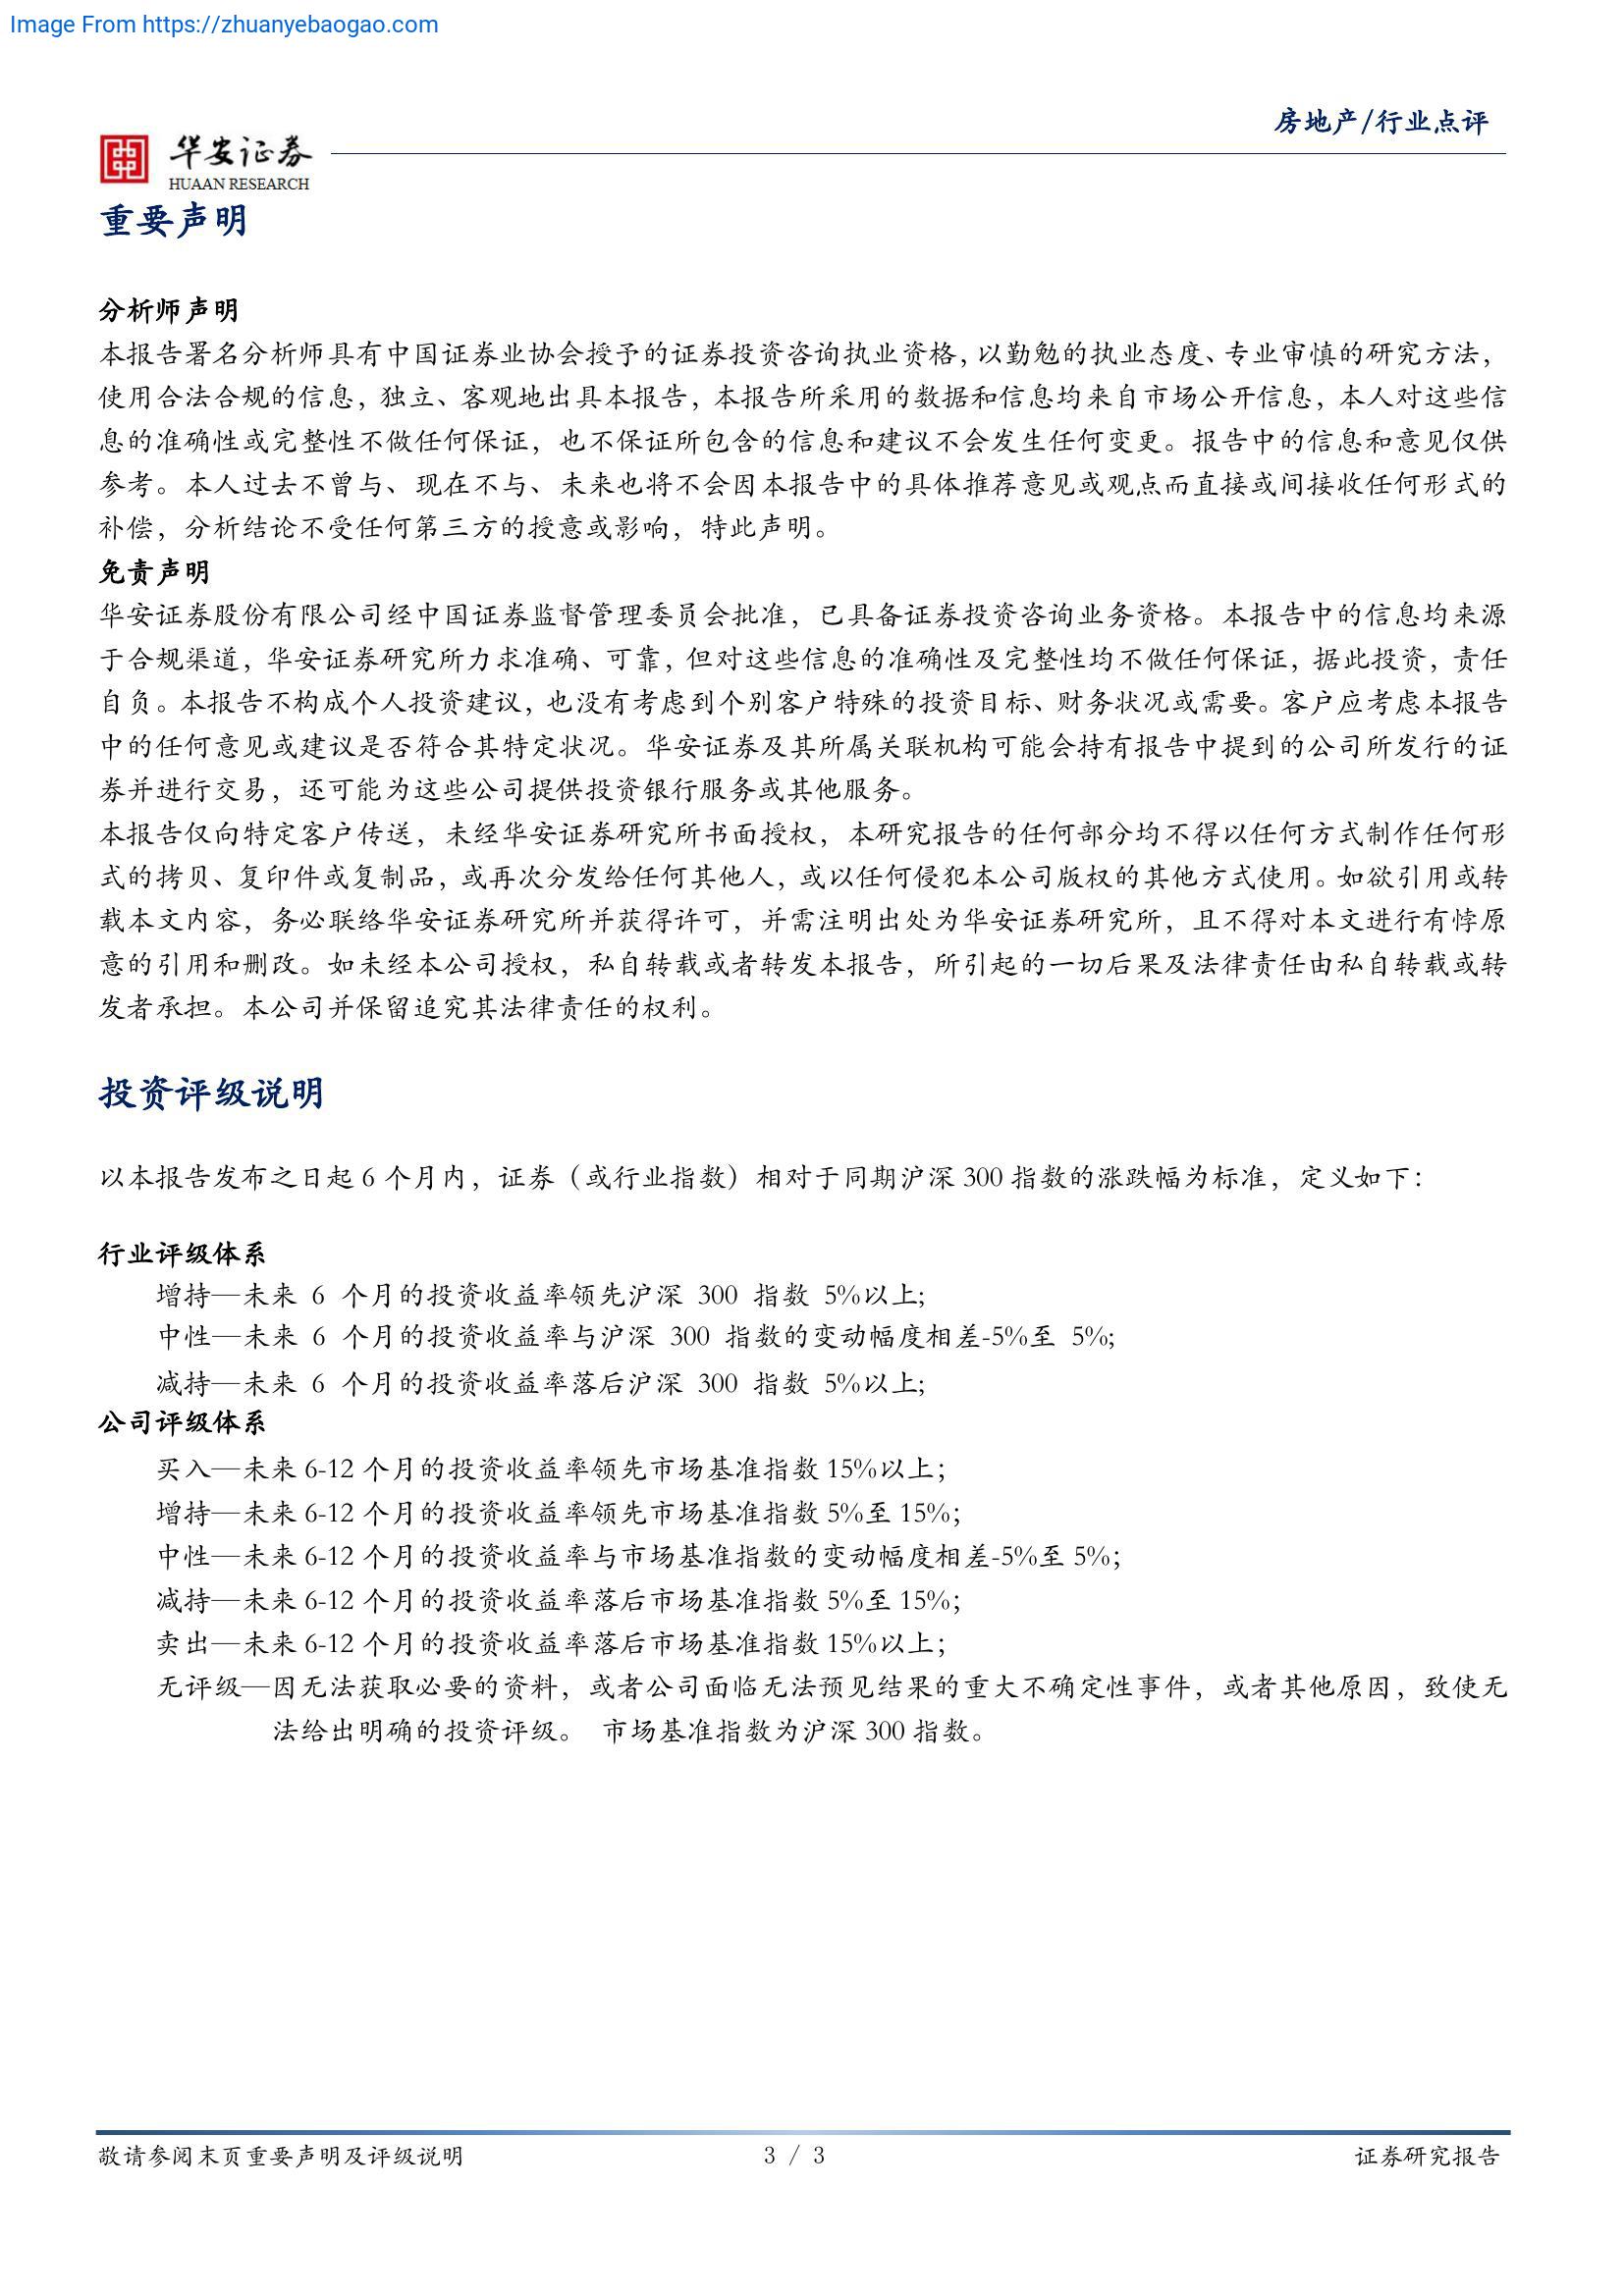 Image From https://zhuanyebaogao.com
房地产/行业点评
华安证券
HUAAN RESEARCH
重要声明
分析师声明
本报告署名分析师具有中国证券业协会授予的证券投资咨询执业资格，以勤勉的执业态度、专业审慎的研究方法，
使用合法合规的信息，独立、客观地出具本报告，本报告所采用的数据和信息均来自市场公开信息，本人对这些信
息的准确性或完整性不做任何保证，也不保证所包含的信息和建议不会发生任何变更。报告中的信息和意见仅供
参考。本人过去不曾与、现在不与、未来也将不会因本报告中的具体推荐意见或观点而直接或间接收任何形式的
补偿，分析结论不受任何第三方的授意或影响，特此声明。
免责声明
华安证券股份有限公司经中国证券监督管理委员会批准，已具备证券投资咨询业务资格。本报告中的信息均来源
于合规渠道，华安证券研究所力求准确、可靠，但对这些信息的准确性及完整性均不做任何保证，据此投资，责任
自负。本报告不构成个人投资建议，也没有考虑到个别客户特殊的投资目标、财务状况或需要。客户应考虑本报告
中的任何意见或建议是否符合其特定状况。华安证券及其所属关联机构可能会持有报告中提到的公司所发行的证
券并进行交易，还可能为这些公司提供投资银行服务或其他服务。
本报告仅向特定客户传送，未经华安证券研究所书面授权，本研究报告的任何部分均不得以任何方式制作任何形
式的拷贝、复印件或复制品，或再次分发给任何其他人，或以任何侵犯本公司版权的其他方式使用。如欲引用或转
载本文内容，务必联络华安证券研究所并获得许可，并需注明出处为华安证券研究所，且不得对本文进行有悖原
意的引用和删改。如未经本公司授权，私自转载或者转发本报告，所引起的一切后果及法律责任由私自转载或转
发者承担。本公司并保留追究其法律责任的权利。
投资评级说明
以本报告发布之日起 6 个月内，证券（或行业指数）相对于同期沪深 300 指数的涨跌幅为标准，定义如下：
行业评级体系
增持—未来 6 个月的投资收益率领先沪深 300 指数 5%以上;
中性—未来 6 个月的投资收益率与沪深 300 指数的变动幅度相差-5%至 5%;
减持—未来 6 个月的投资收益率落后沪深 300 指数 5%以上;
公司评级体系
买入—未来 6-12 个月的投资收益率领先市场基准指数 15%以上；
增持—未来 6-12 个月的投资收益率领先市场基准指数 5%至 15%；
中性—未来 6-12 个月的投资收益率与市场基准指数的变动幅度相差-5%至 5%；
减持—未来 6-12 个月的投资收益率落后市场基准指数 5%至 15%；
卖出—未来 6-12 个月的投资收益率落后市场基准指数 15%以上；
无评级—因无法获取必要的资料，或者公司面临无法预见结果的重大不确定性事件，或者其他原因，致使无
法给出明确的投资评级。 市场基准指数为沪深 300 指数。
敬请参阅末页重要声明及评级说明
3 / 3
证券研究报告